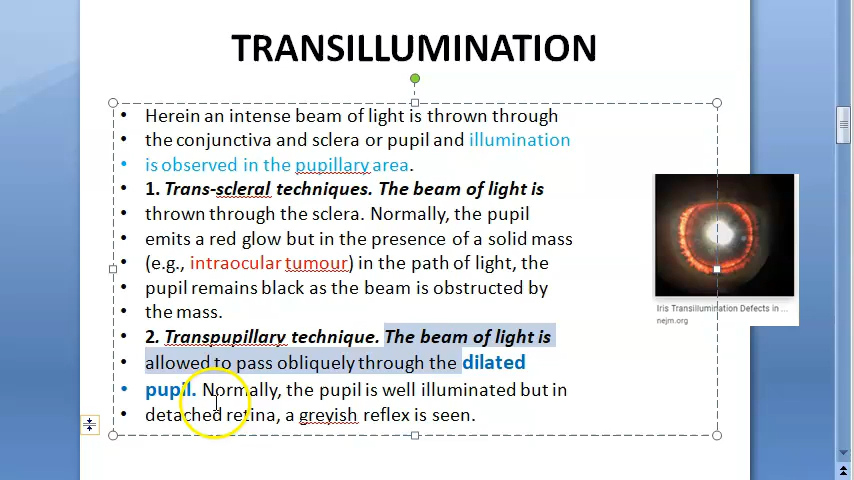 TRANSILLUMINATION
• Herein an intense beam of light is thrown through
• the conjunctiva and sclera or pupil and illumination
• is observed in the pupillary area.
• 1. Trans-scleral techniques. The beam of light is
• thrown through the sclera. Normally, the pupil
• emits a red glow but in the presence of a solid mass
• (e.g., intraocular tumour) in the path of light, the
• pupil remains black as the beam is obstructed by
• the mass.
• 2. Transpupillary technique. The beam of light is
• allowed to pass obliquely through the dilated
• pupil. Normally, the pupil is well illuminated but in
• detached retina, a greyish reflex is seen.
Iris Transillumination Defects in ...
nejm.org